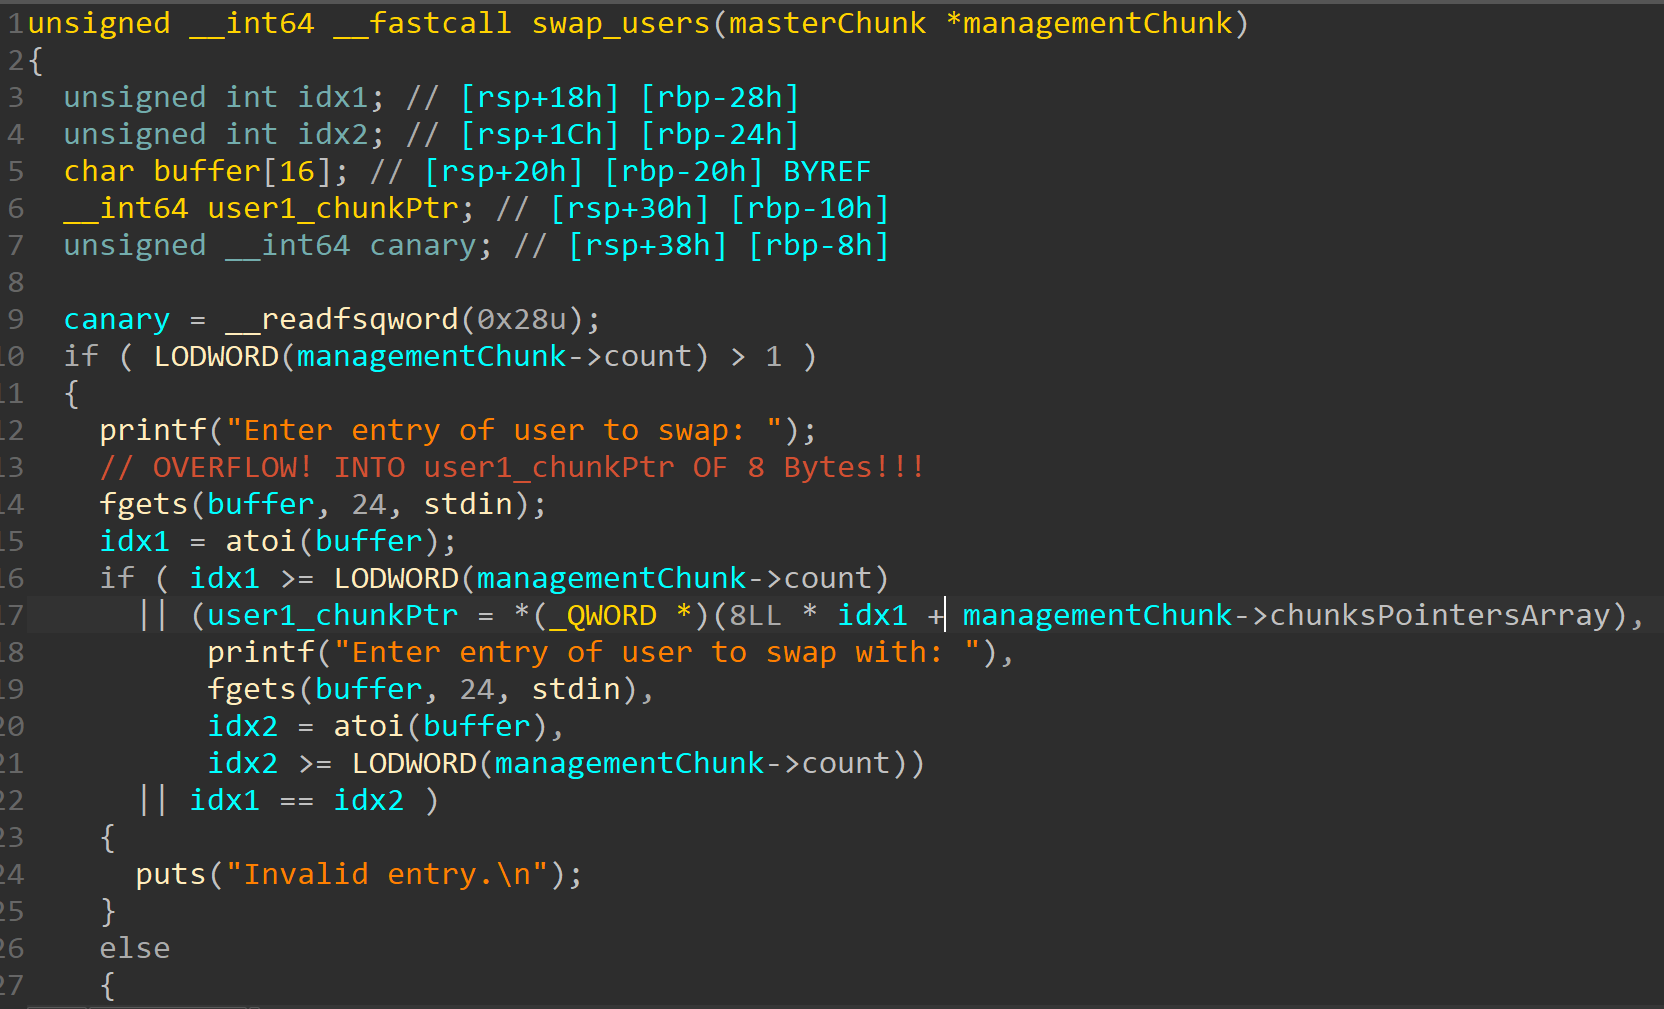 1 unsigned __int64 __fastcall swap_users(masterChunk *managementChunk)
2 {
3   unsigned int idx1; // [rsp+18h] [rbp-28h]
4   unsigned int idx2; // [rsp+1Ch] [rbp-24h]
5   char buffer[16]; // [rsp+20h] [rbp-20h] BYREF
6   __int64 user1_chunkPtr; // [rsp+30h] [rbp-10h]
7   unsigned __int64 canary; // [rsp+38h] [rbp-8h]
8
9   canary = __readfsqword(0x28u);
10   if ( LODWORD(managementChunk->count) > 1 )
11   {
12     printf("Enter entry of user to swap: ");
13     // OVERFLOW! INTO user1_chunkPtr OF 8 Bytes!!!
14     fgets(buffer, 24, stdin);
15     idx1 = atoi(buffer);
16     if ( idx1 >= LODWORD(managementChunk->count)
17       || (user1_chunkPtr = *(_QWORD *)(8LL * idx1 + managementChunk->chunksPointersArray),
18           printf("Enter entry of user to swap with: "),
19           fgets(buffer, 24, stdin),
20           idx2 = atoi(buffer),
21           idx2 >= LODWORD(managementChunk->count))
22       || idx1 == idx2 )
23     {
24       puts("Invalid entry.\n");
25     }
26     else
27     {